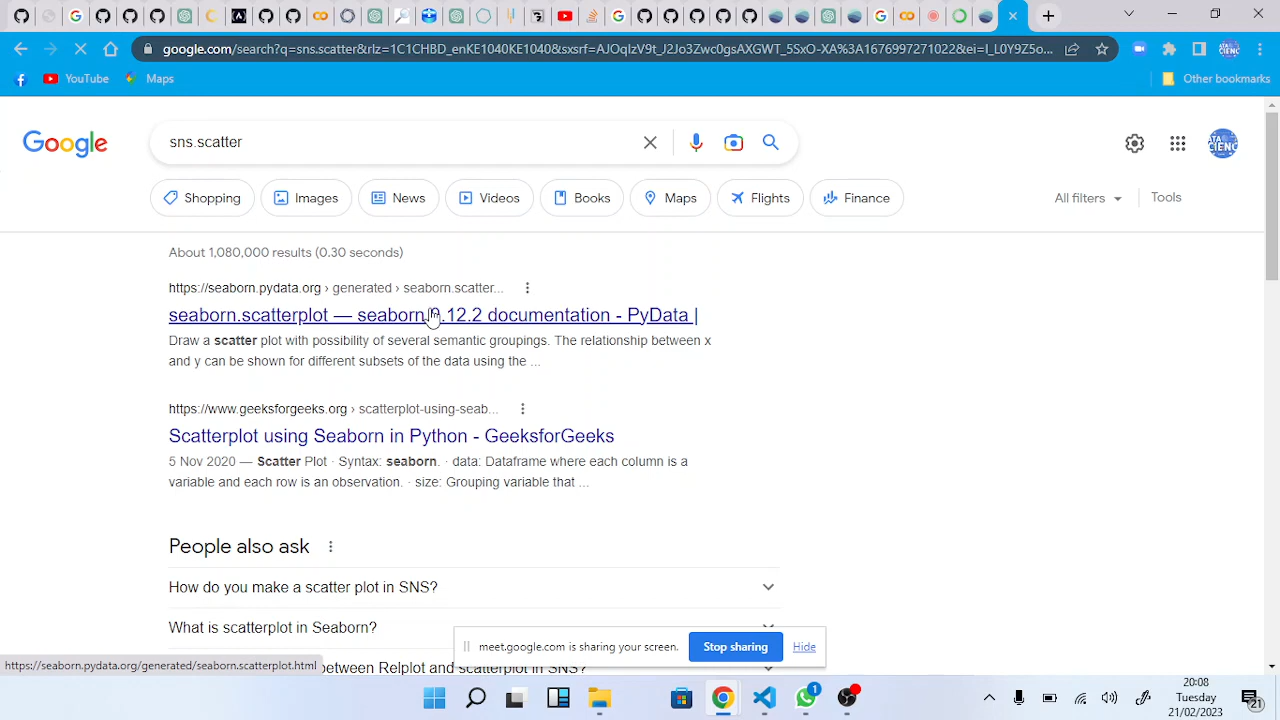 google.com/search?q=sns.scatter&rlz=1C1CHBD_enKE1040KE1040&sxsrf=AJOqlzV9t_J2Jo3Zwc0gsAXGWT_5SxO-XA%3A1676997271022&ei=l_L0Y9Z5o...
YouTube
Maps
Other bookmarks
Google
sns scatter
Shopping
Images
News
Videos
Books
Maps
Flights
Finance
All filters
Tools
About 1,080,000 results (0.30 seconds)
https://seaborn.pydata.org › generated › seaborn.scatter...
seaborn.scatterplot — seaborn 0.12.2 documentation - PyData |
Draw a scatter plot with possibility of several semantic groupings. The relationship between x
and y can be shown for different subsets of the data using the ...
https://www.geeksforgeeks.org › scatterplot-using-seab...
Scatterplot using Seaborn in Python - GeeksforGeeks
5 Nov 2020 — Scatter Plot · Syntax: seaborn. · data: Dataframe where each column is a
variable and each row is an observation. · size: Grouping variable that ...
People also ask
How do you make a scatter plot in SNS?
What is scatterplot in Seaborn?
meet.google.com is sharing your screen.
Stop sharing
Hide
https://seaborn.pydata.org/generated/seaborn.scatterplot.html
between Relplot and scatterplot in SNS?
1
20:08
Tuesday
21/02/2023
21